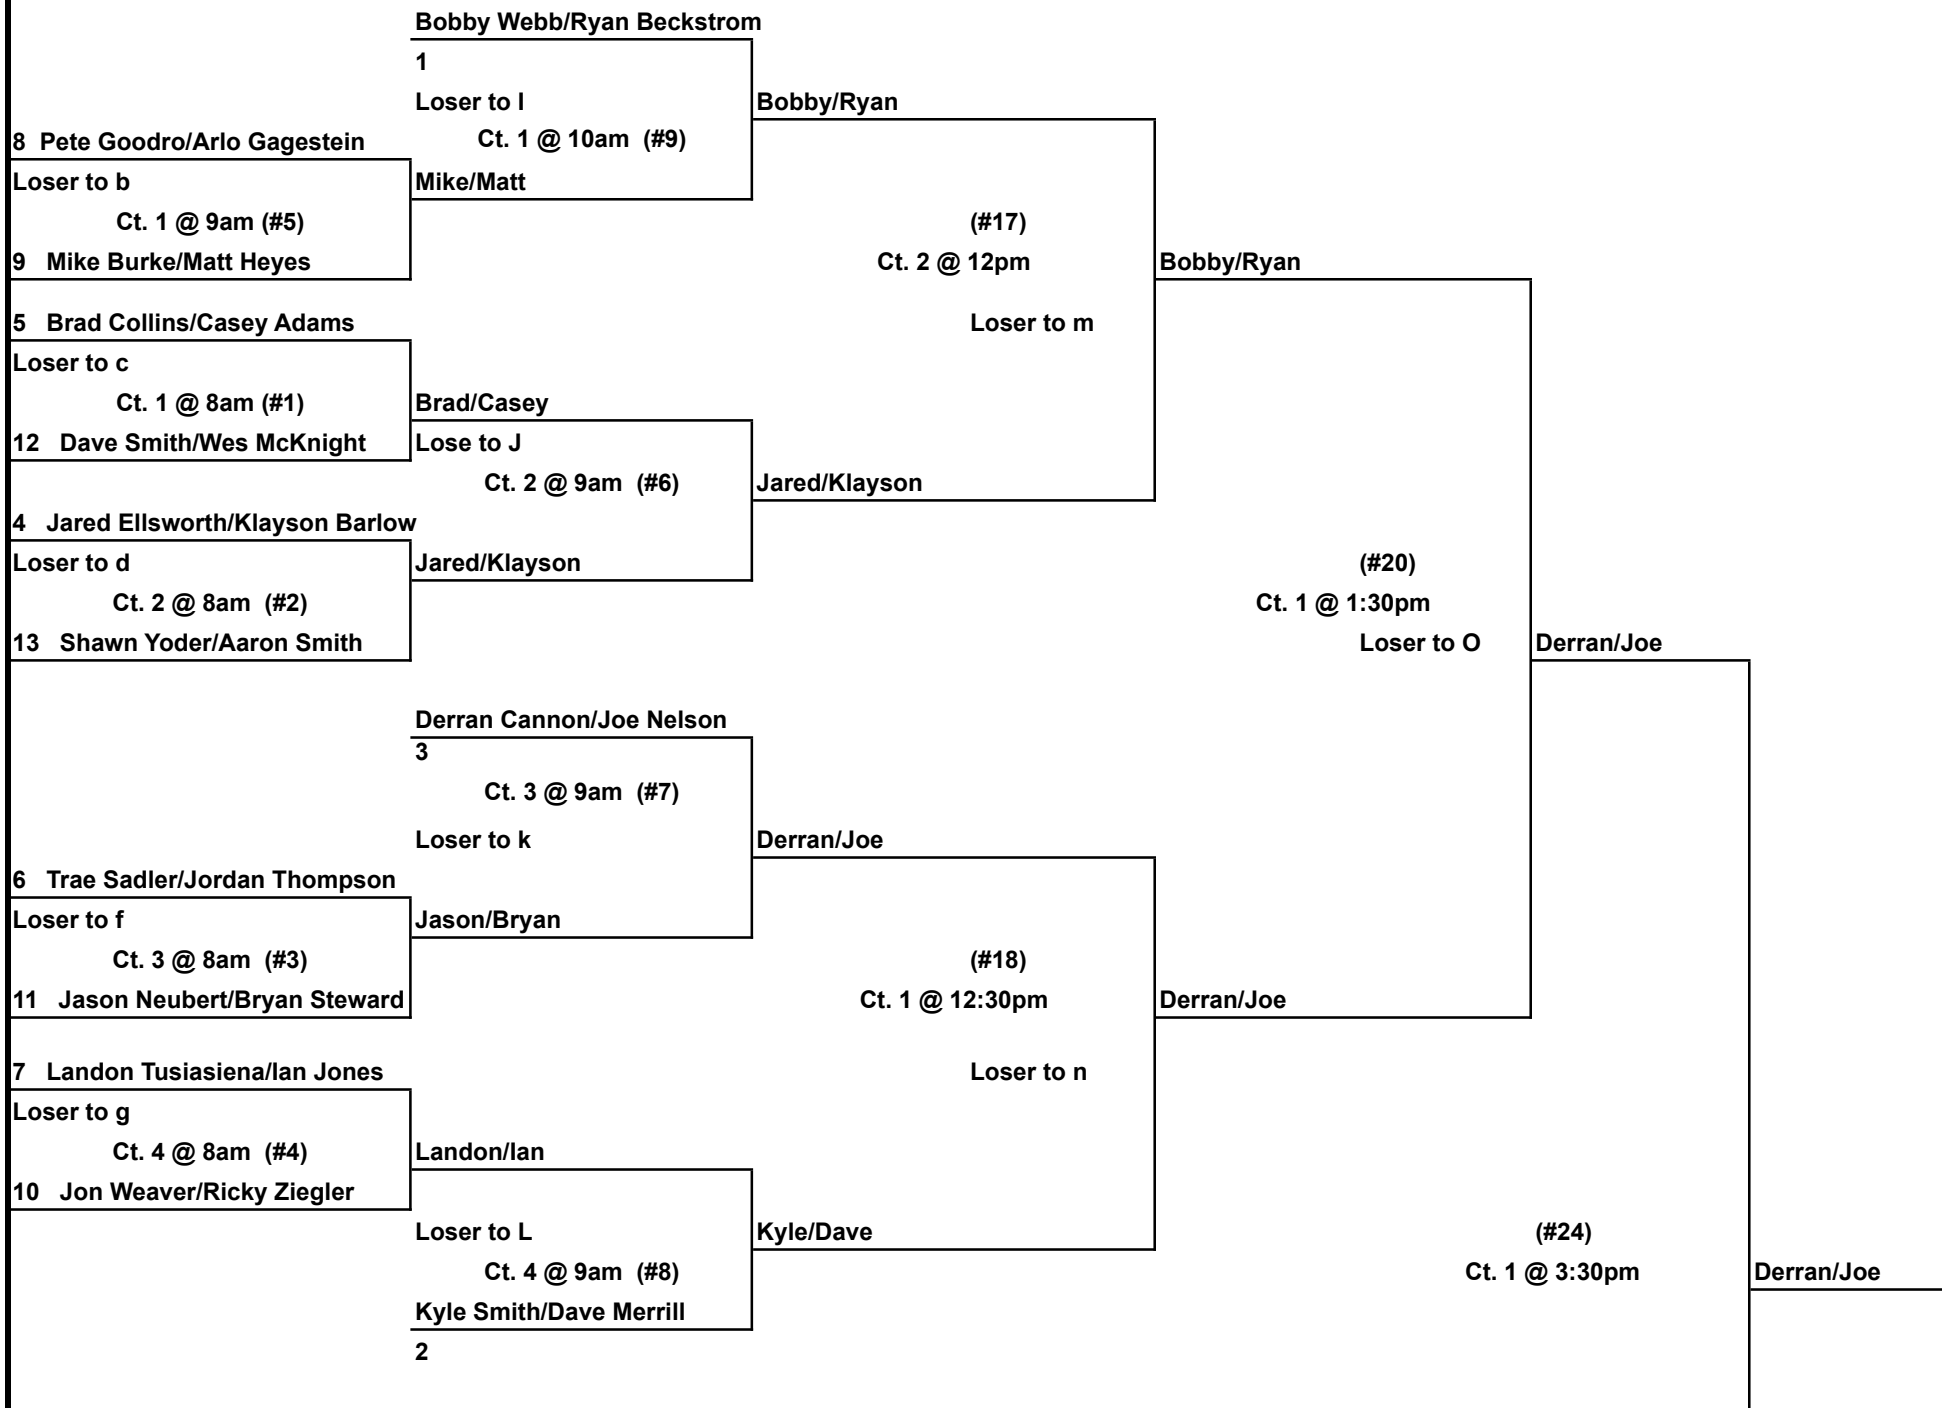 Bobby Webb/Ryan Beckstrom
1
Loser to I
Bobby/Ryan
8 Pete Goodro/Arlo Gagestein
Ct. 1 @ 10am (#9)
Loser to b
Mike/Matt
Ct. 1 @ 9am (#5)
(#17)
9 Mike Burke/Matt Heyes
Ct. 2 @ 12pm
Bobby/Ryan
5 Brad Collins/Casey Adams
Loser to m
Loser to c
Ct. 1 @ 8am (#1)
Brad/Casey
12 Dave Smith/Wes McKnight
Lose to J
Ct. 2 @ 9am (#6)
Jared/Klayson
4 Jared Ellsworth/Klayson Barlow
Loser to d
Jared/Klayson
(#20)
Ct. 2 @ 8am (#2)
Ct. 1 @ 1:30pm
13 Shawn Yoder/Aaron Smith
Loser to O
Derran/Joe
Derran Cannon/Joe Nelson
3
Ct. 3 @ 9am (#7)
Loser to k
Derran/Joe
6 Trae Sadler/Jordan Thompson
Loser to f
Jason/Bryan
Ct. 3 @ 8am (#3)
(#18)
11 Jason Neubert/Bryan Steward
Ct. 1 @ 12:30pm
Derran/Joe
7 Landon Tusiasiena/Ian Jones
Loser to n
Loser to g
Ct. 4 @ 8am (#4)
Landon/Ian
10 Jon Weaver/Ricky Ziegler
Loser to L
Kyle/Dave
(#24)
Ct. 4 @ 9am (#8)
Ct. 1 @ 3:30pm
Derran/Joe
Kyle Smith/Dave Merrill
2